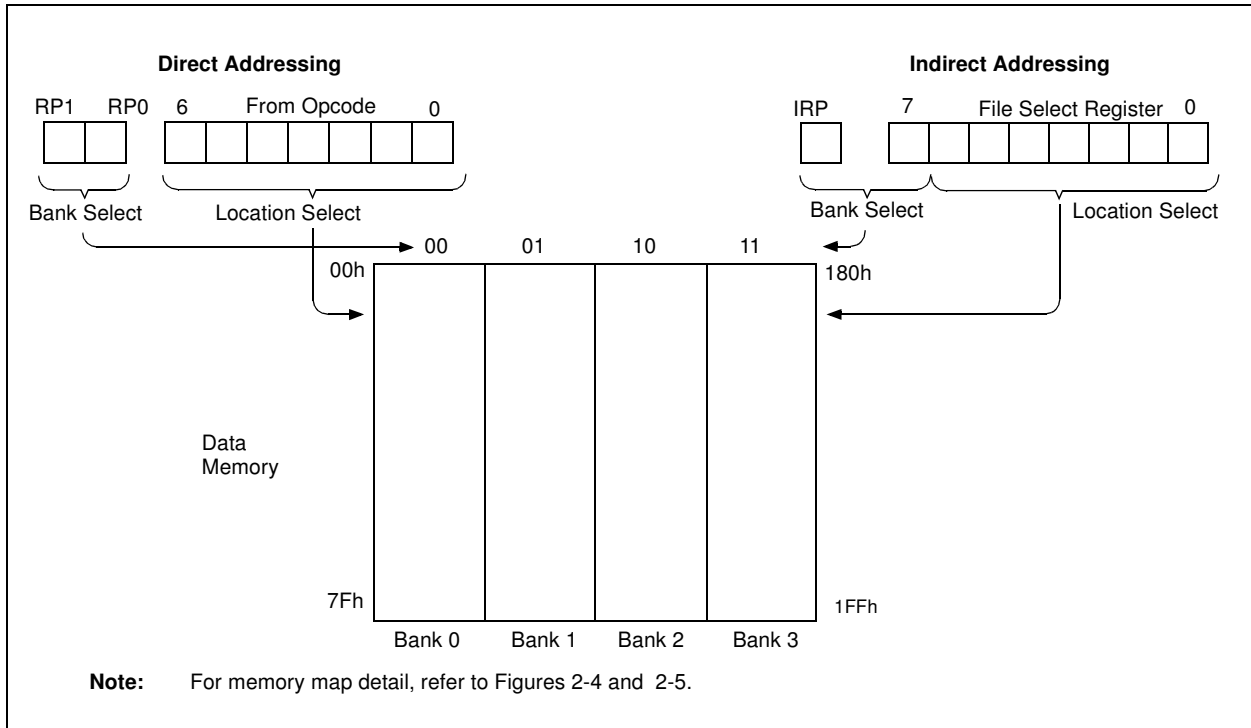 Direct Addressing
Indirect Addressing
RP1 RP0 6 From Opcode 0
IRP 7 File Select Register 0
Bank Select Location Select
Bank Select Location Select
00 01 10 11
00h 180h
Data
Memory
7Fh 1FFh
Bank 0 Bank 1 Bank 2 Bank 3
Note: For memory map detail, refer to Figures 2-4 and 2-5.